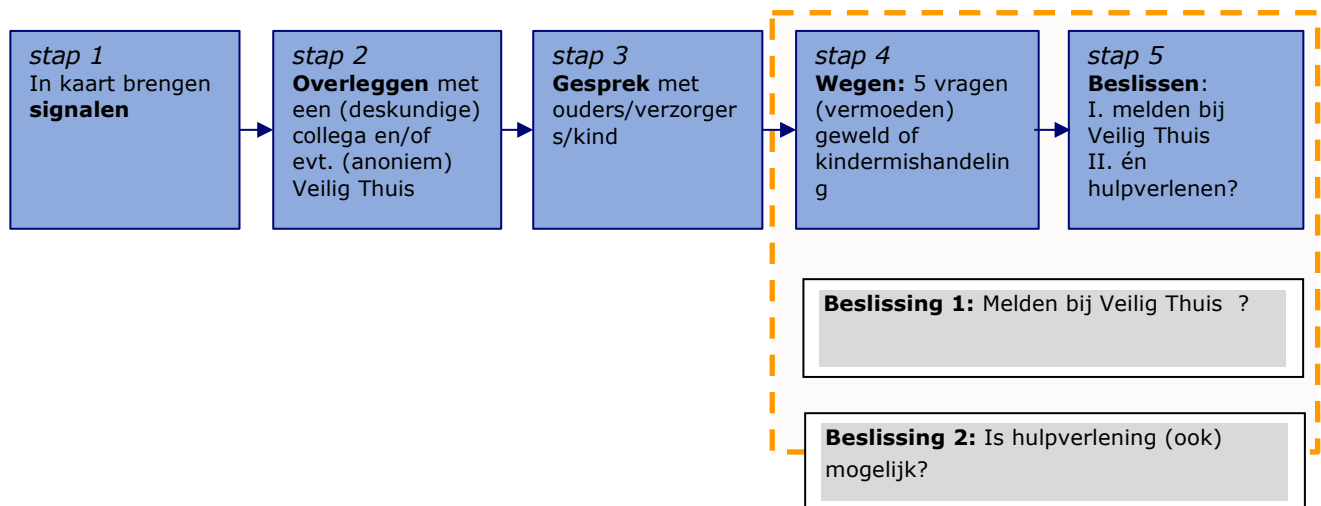 stap 1
In kaart brengen
signalen
stap 2
Overleggen met
een (deskundige)
collega en/of
evt. (anoniem)
Veilig Thuis
stap 3
Gesprek met
ouders/verzorger
s/kind
stap 4
Wegen: 5 vragen
(vermoeden)
geweld of
kindermishandelin
g
stap 5
Beslissen:
I. melden bij
Veilig Thuis
II. én
hulpverlenen?
Beslissing 1: Melden bij Veilig Thuis ?
Beslissing 2: Is hulpverlening (ook)
mogelijk?